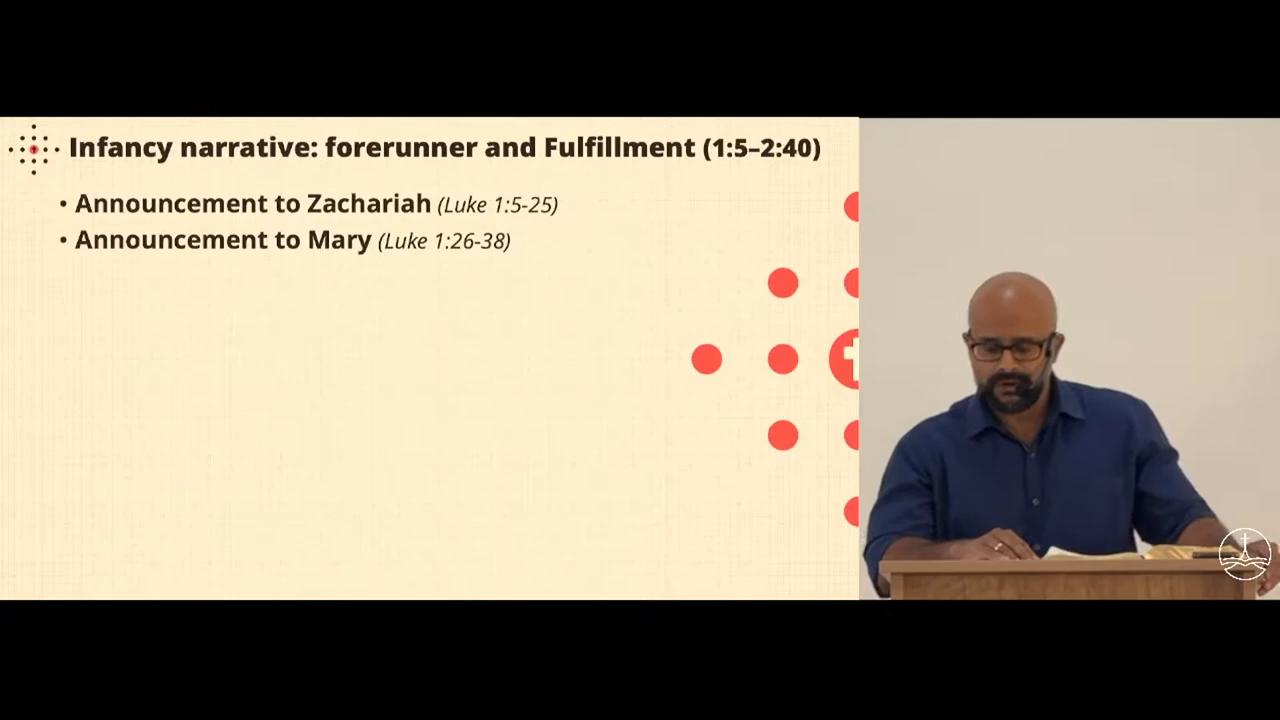 Infancy narrative: forerunner and Fulfillment (1:5–2:40)
• Announcement to Zachariah (Luke 1:5-25)
• Announcement to Mary (Luke 1:26-38)